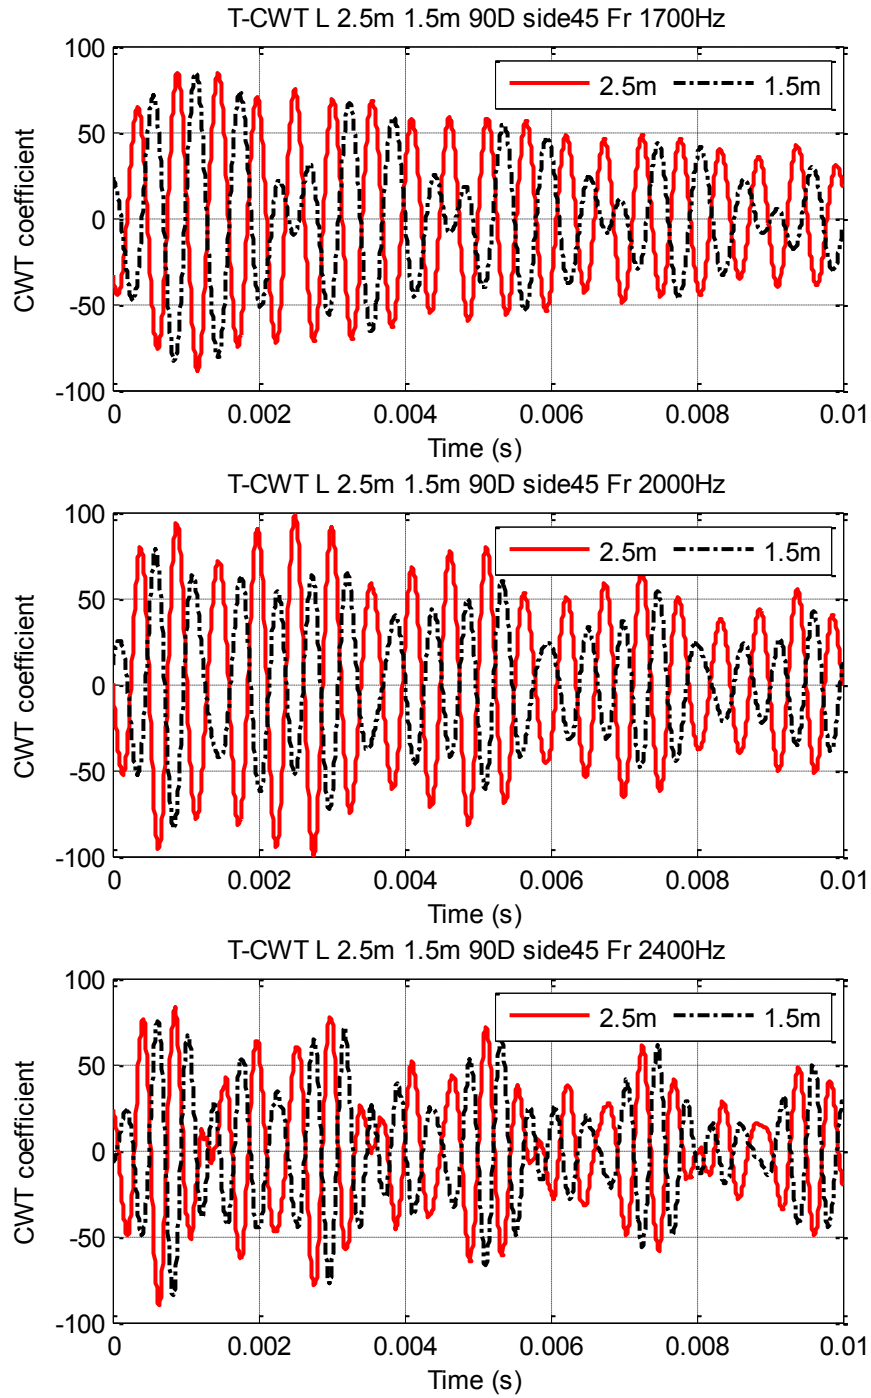 T-CWT L 2.5m 1.5m 90D side45 Fr 1700Hz
100
2.5m 1.5m
50
CWT coefficient
0
-50
-100
0 0.002 0.004 0.006 0.008 0.01
Time (s)
T-CWT L 2.5m 1.5m 90D side45 Fr 2000Hz
100
2.5m 1.5m
50
CWT coefficient
0
-50
-100
0 0.002 0.004 0.006 0.008 0.01
Time (s)
T-CWT L 2.5m 1.5m 90D side45 Fr 2400Hz
100
2.5m 1.5m
50
CWT coefficient
0
-50
-100
0 0.002 0.004 0.006 0.008 0.01
Time (s)